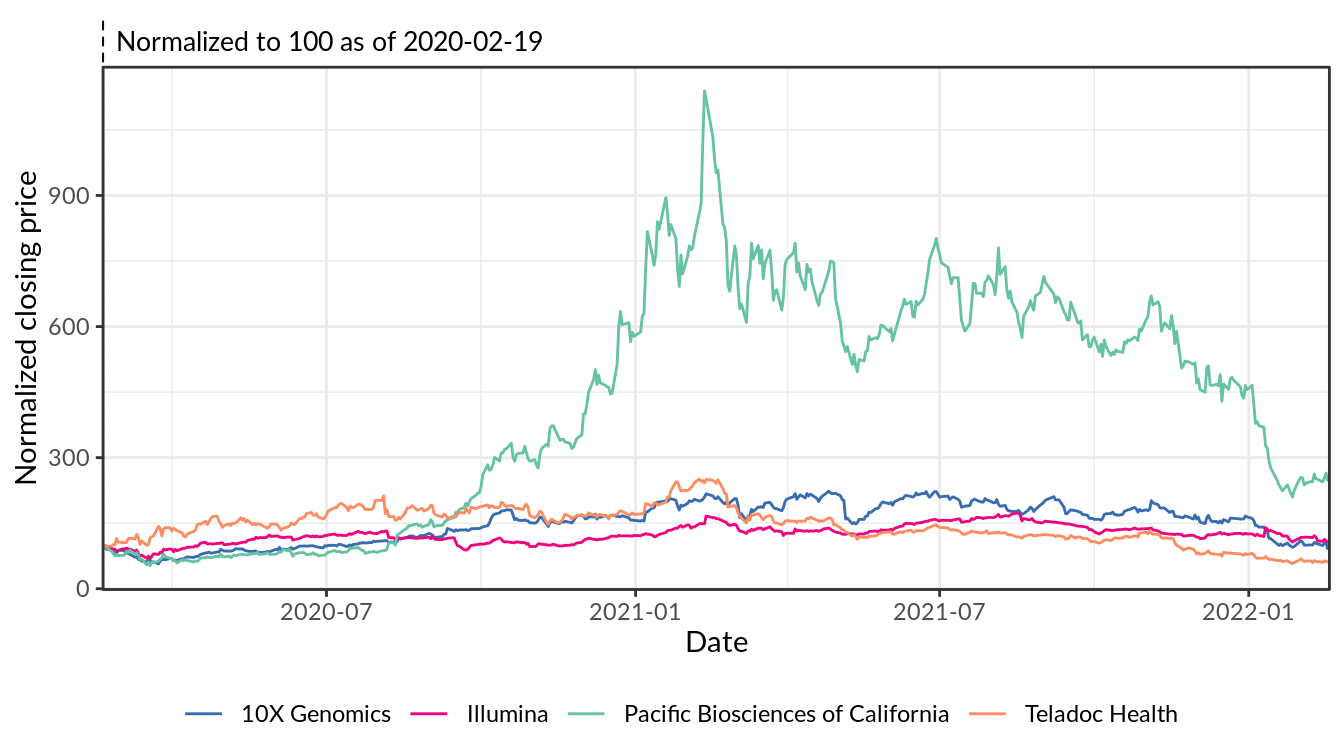 Normalized to 100 as of 2020-02-19
Normalized closing price
900
600
300
0
2020-07 2021-01 2021-07 2022-01
Date
10X Genomics Illumina Pacific Biosciences of California Teladoc Health